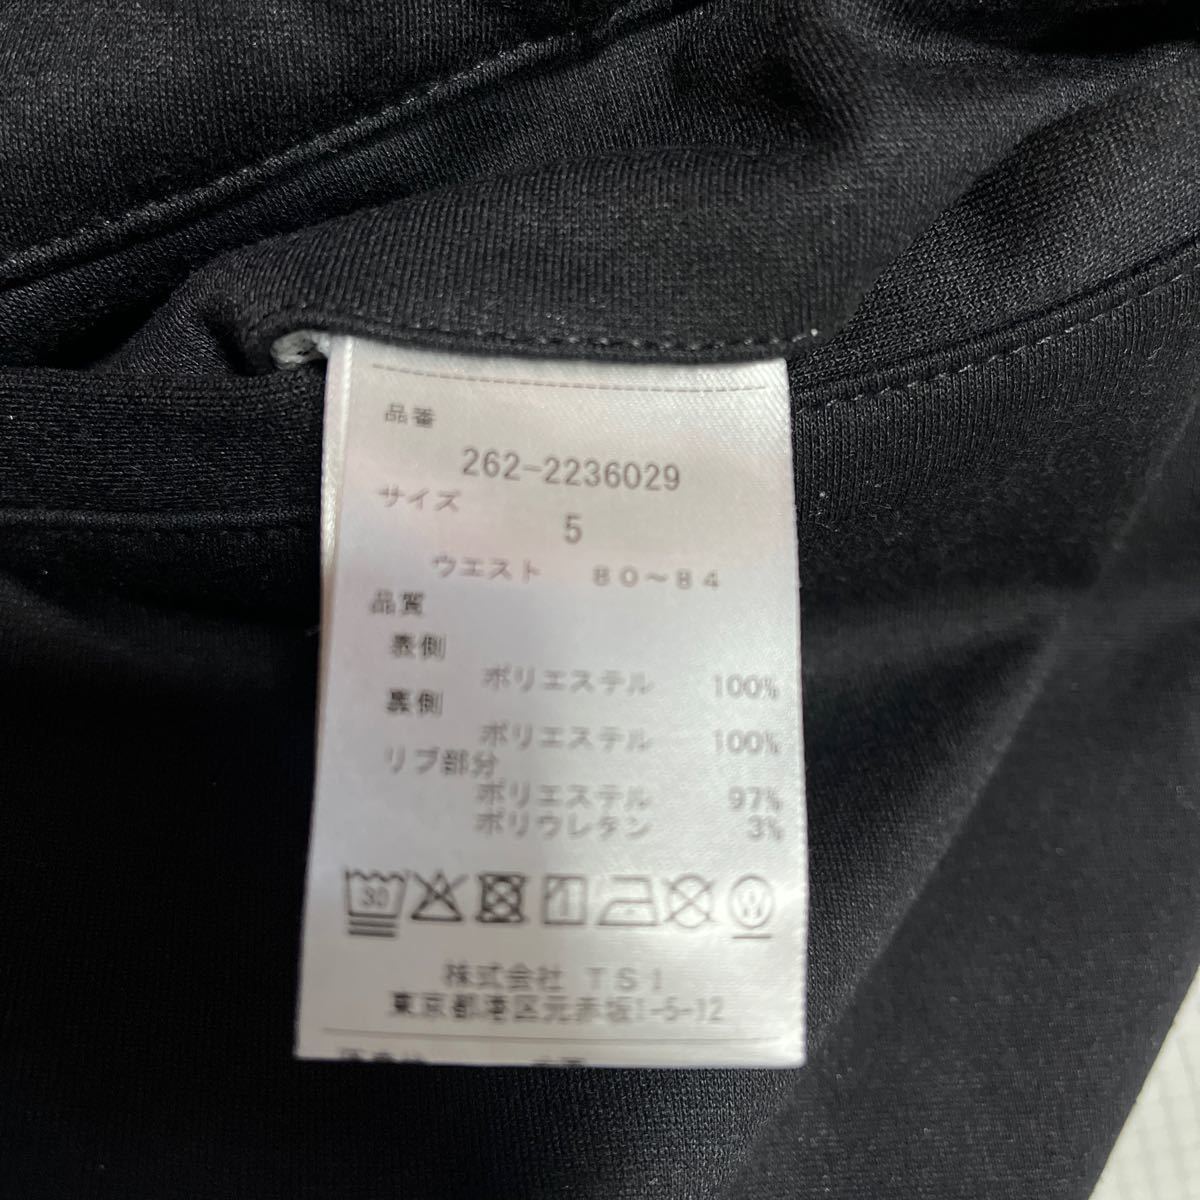 品番
262-2236029
サイズ
5
ウエスト 80～84
品質
表側
ポリエステル 100%
裏側
ポリエステル 100%
リブ部分
ポリエステル 97%
ポリウレタン 3%
30
株式会社 TSI
東京都港区元赤坂1-5-12